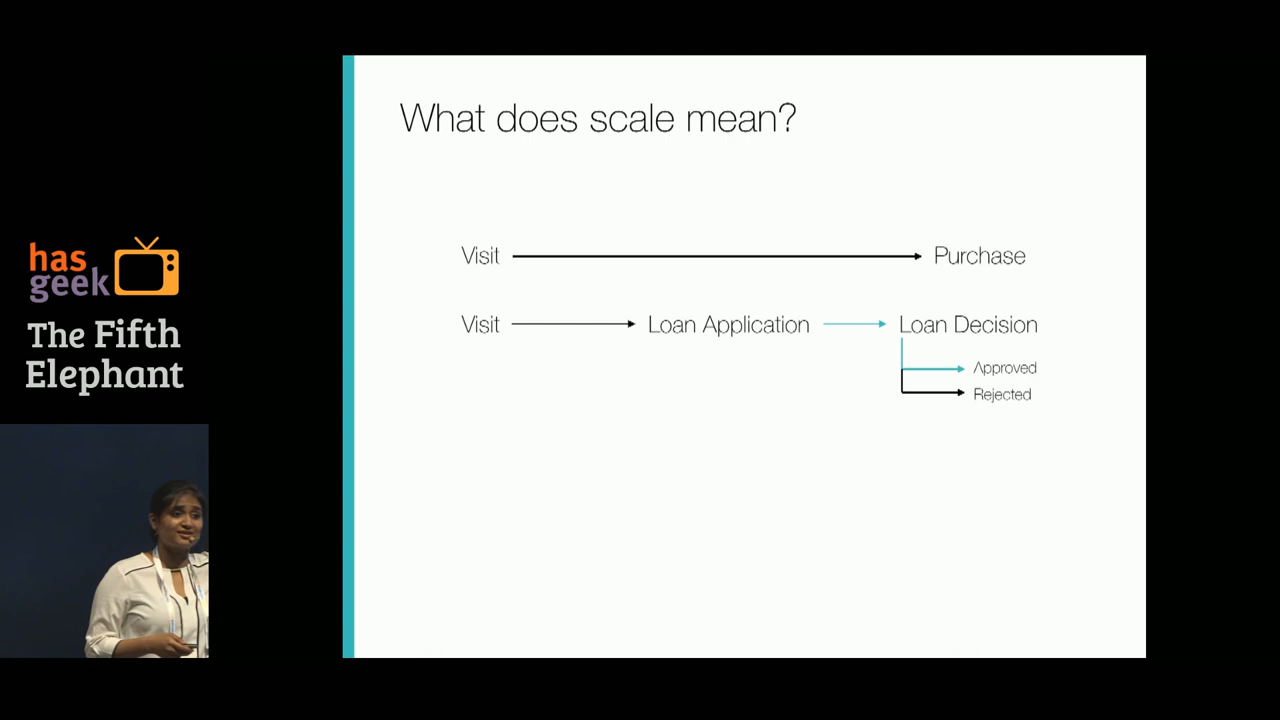 What does scale mean?
Visit Purchase
Visit Loan Application Loan Decision
Approved
Rejected
has
geek
The Fifth
Elephant